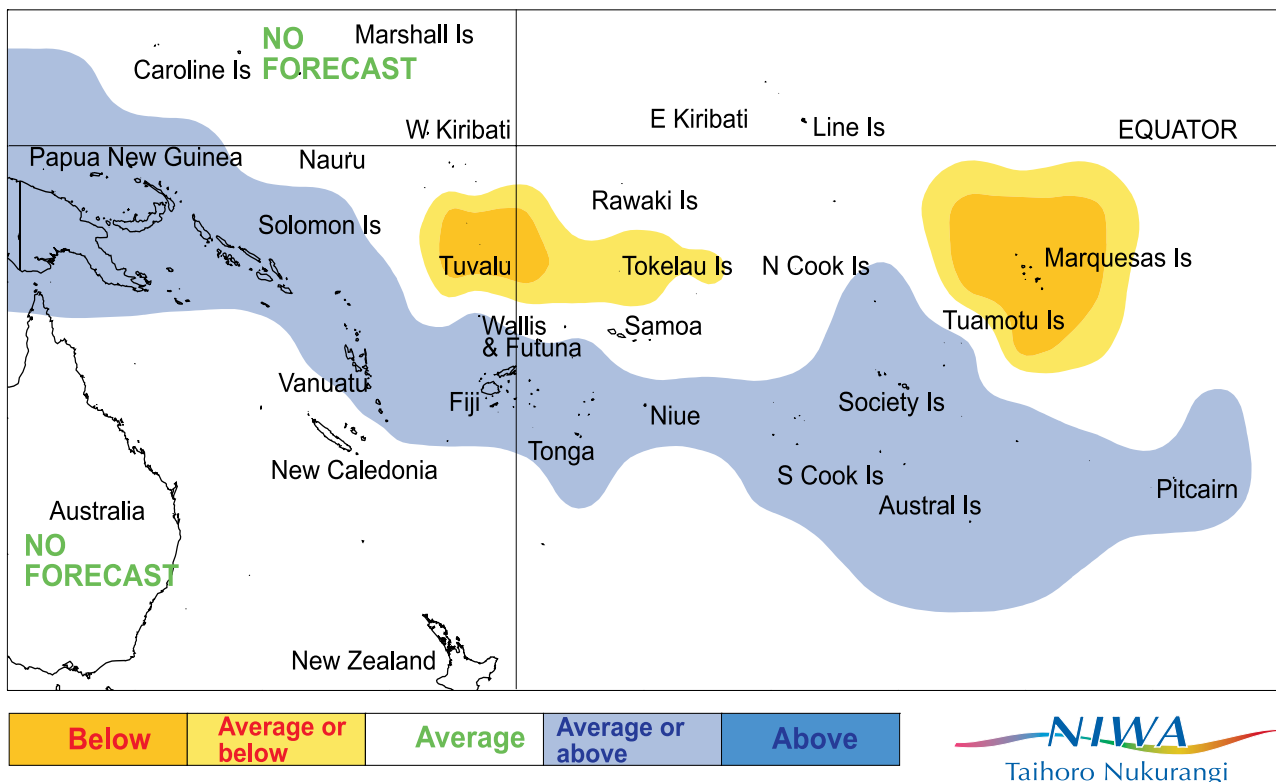 NO
FORECAST
Marshall Is
Caroline Is
W Kiribati
E Kiribati
Line Is
EQUATOR
Papua New Guinea
Nauru
Rawaki Is
Solomon Is
Tuvalu
Tokelau Is
N Cook Is
Marquesas Is
Tuamotu Is
Wallis
& Futuna
Samoa
Vanuatu
Fiji
Niue
Society Is
Tonga
New Caledonia
S Cook Is
Austral Is
Pitcairn
Australia
NO
FORECAST
New Zealand
Below
Average or
below
Average
Average or
above
Above
NIWA
Taihoro Nukurangi